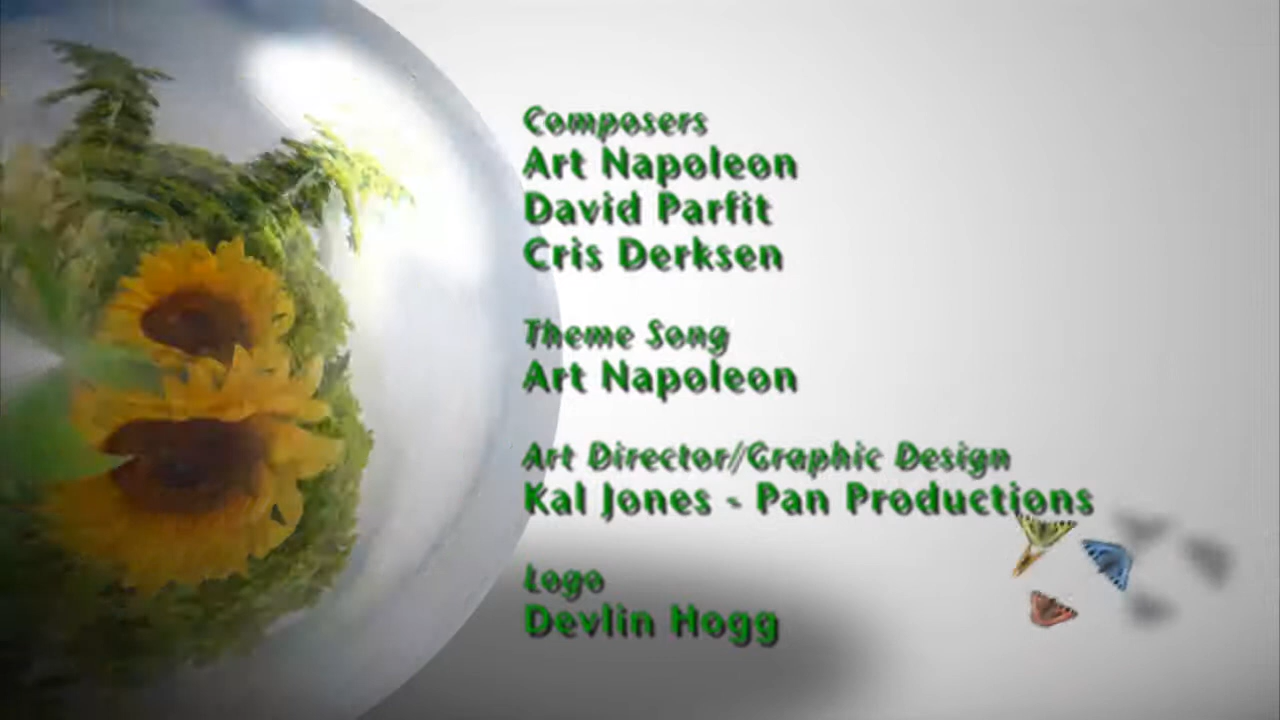 Composers
Art Napoleon
David Parfit
Cris Derksen
Theme Song
Art Napoleon
Art Director/Graphic Design
Kal Jones - Pan Productions
Logo
Devlin Hogg